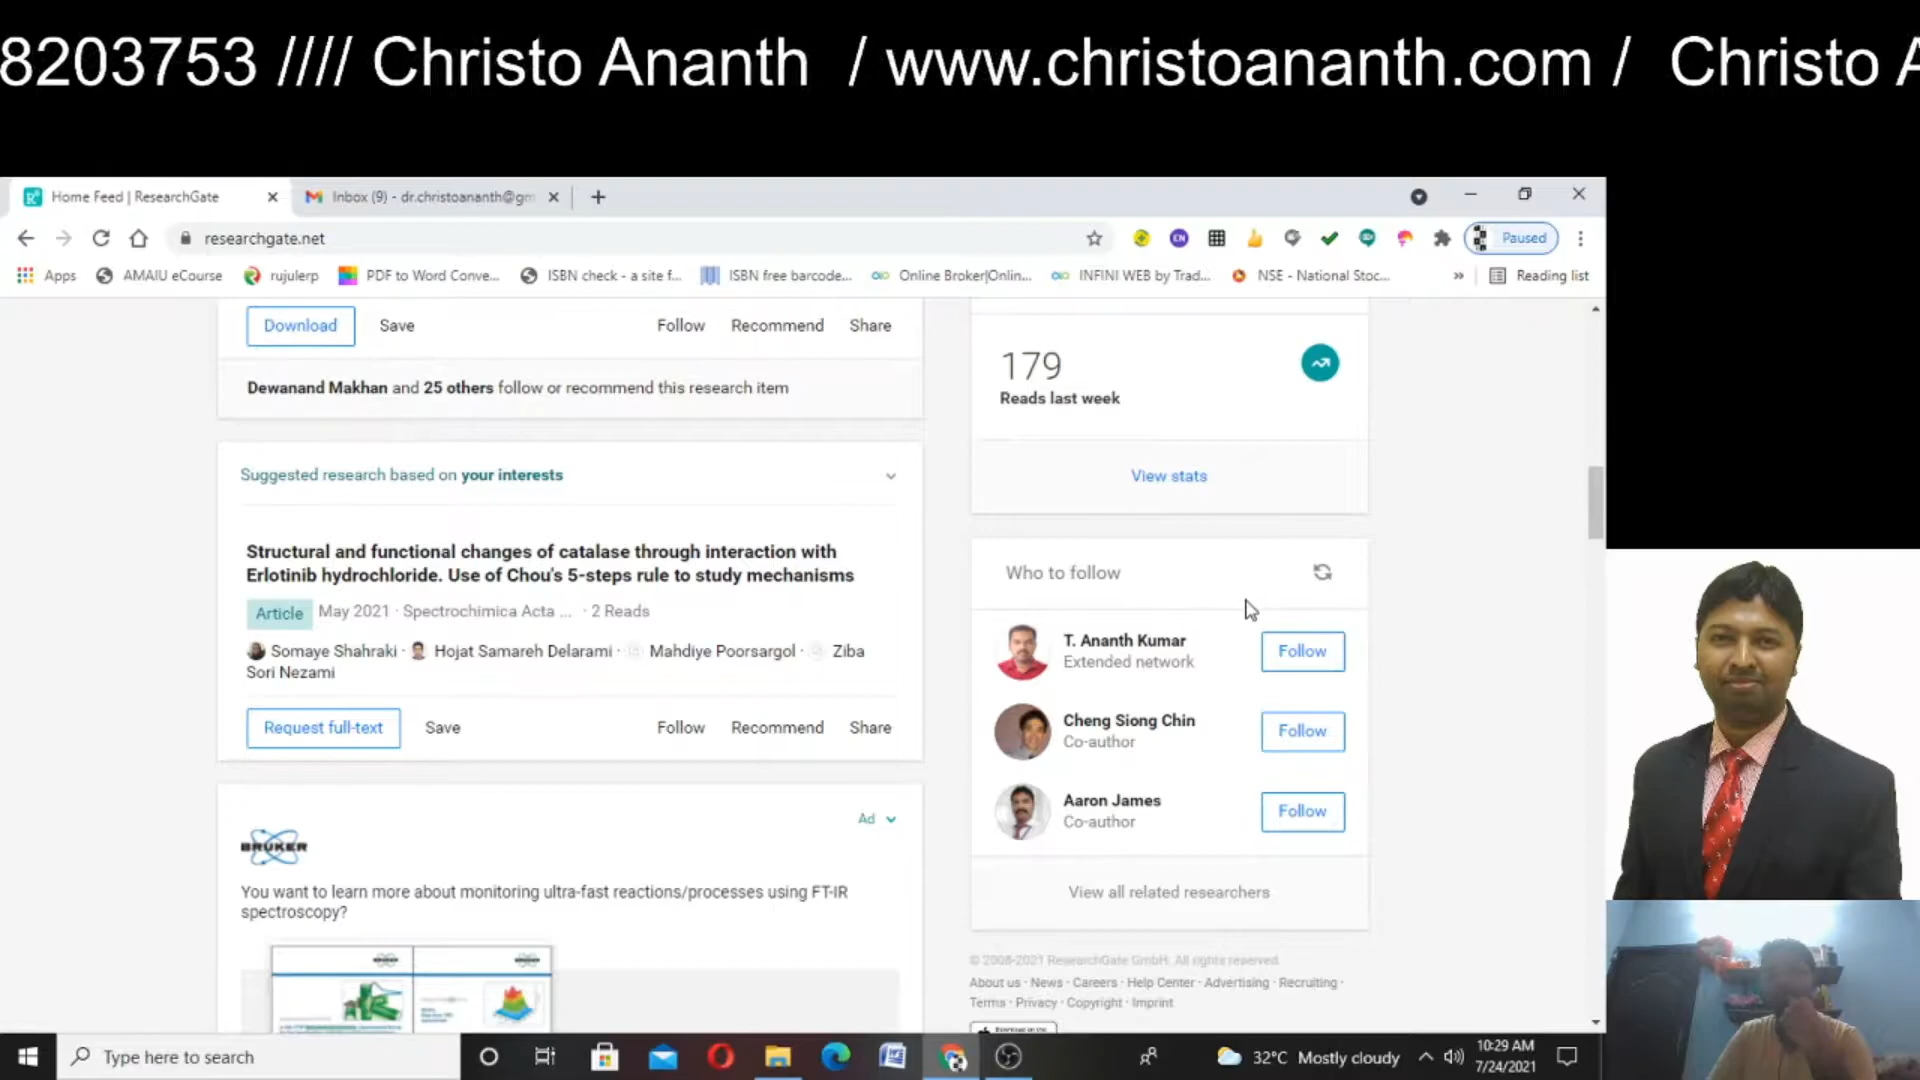 8203753 //// Christo Ananth / www.christoananth.com / Christo A
Home Feed | ResearchGate
Inbox (9) - dr.christoananth@gm
researchgate.net
EN
Paused
Apps
AMAIU eCourse
rujulerp
PDF to Word Conve...
ISBN check - a site f...
ISBN free barcode...
Online Broker|Onlin...
INFINI WEB by Trad...
NSE - National Stoc...
»
Reading list
Download Save Follow Recommend Share
Dewanand Makhan and 25 others follow or recommend this research item
Suggested research based on your interests
Structural and functional changes of catalase through interaction with
Erlotinib hydrochloride. Use of Chou's 5-steps rule to study mechanisms
Article May 2021 · Spectrochimica Acta ... · 2 Reads
Somaye Shahraki · Hojat Samareh Delarami · Mahdiye Poorsargol · Ziba
Sori Nezami
Request full-text Save Follow Recommend Share
Ad
BRUKER
You want to learn more about monitoring ultra-fast reactions/processes using FT-IR
spectroscopy?
179
Reads last week
View stats
Who to follow
T. Ananth Kumar
Extended network
Follow
Cheng Siong Chin
Co-author
Follow
Aaron James
Co-author
Follow
View all related researchers
© 2008-2021 ResearchGate GmbH. All rights reserved.
About us · News · Careers · Help Center · Advertising · Recruiting ·
Terms · Privacy · Copyright · Imprint
Type here to search
32°C Mostly cloudy
10:29 AM
7/24/2021